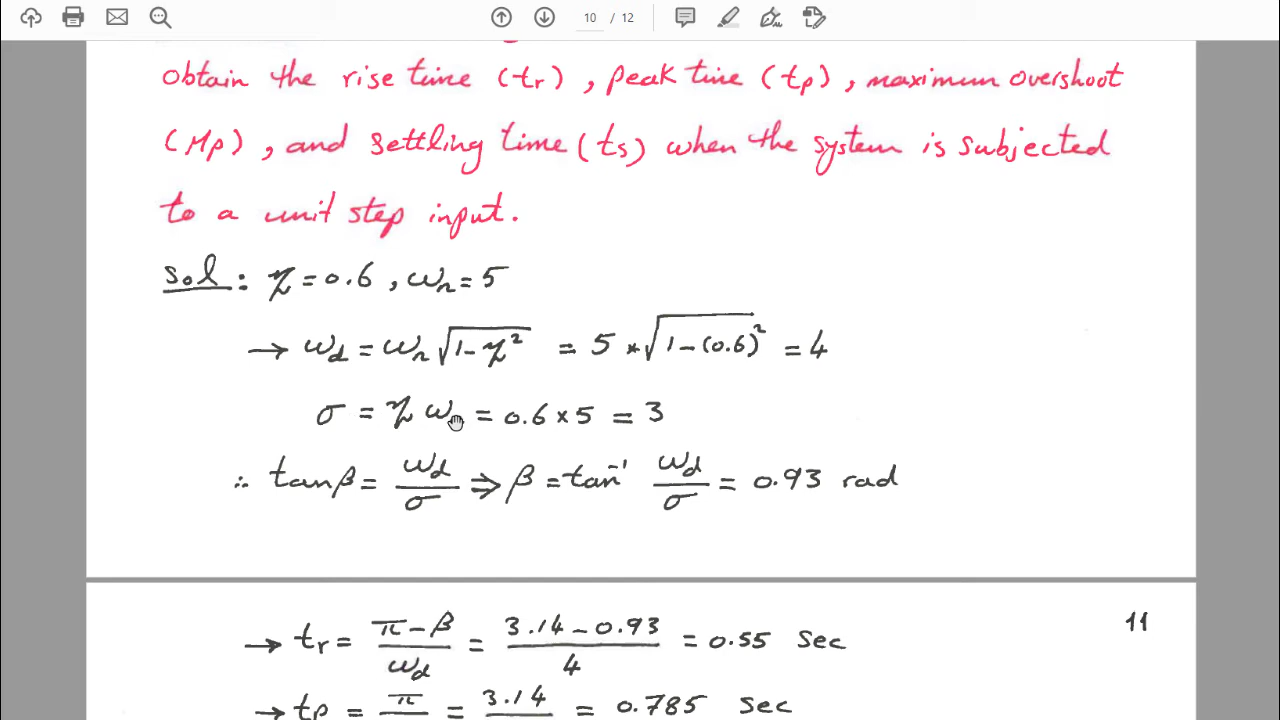 10 / 12
obtain the rise time (tr), peak time (tp), maximum overshoot
(Mp), and settling time (ts) when the system is subjected
to a unit step input.
Sol: ζ = 0.6, ωn = 5
→ ωd = ωn √1-ζ² = 5 * √1-(0.6)² = 4
σ = ζ ωn = 0.6 × 5 = 3
∴ tanβ = ωd/σ ⇒ β = tan⁻¹ ωd/σ = 0.93 rad
11
→ tr = π-β/ωd = 3.14-0.93/4 = 0.55 sec
→ tp = π = 3.14 = 0.785 sec